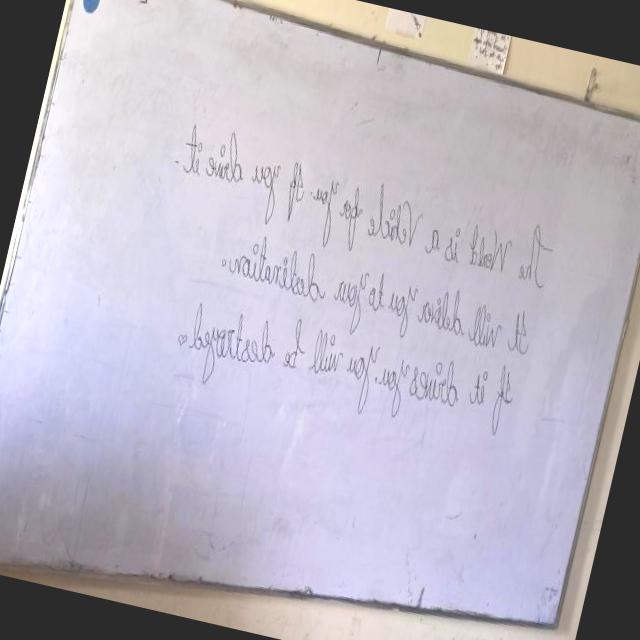 The World is a Vehicle for you If you drive it
It will deliver you to your destination.
If it drives you. you will be destroyed.